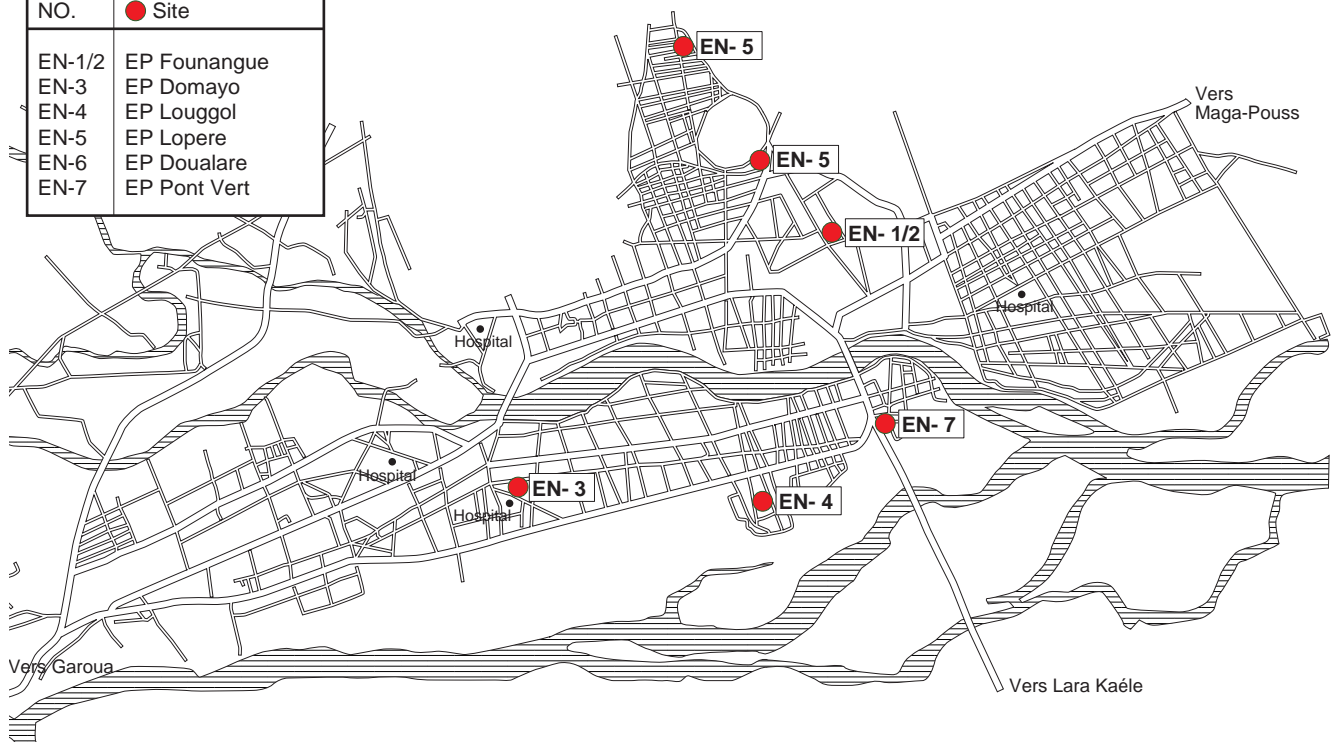 NO. Site
EN-1/2 EP Founangue
EN-3 EP Domayo
EN-4 EP Louggol
EN-5 EP Lopere
EN-6 EP Doualare
EN-7 EP Pont Vert
EN- 5
Vers
Maga-Pouss
EN- 5
EN- 1/2
Hospital
Hospital
EN- 7
Hospital
EN- 3
EN- 4
Hospital
Vers Garoua
Vers Lara Kaéle